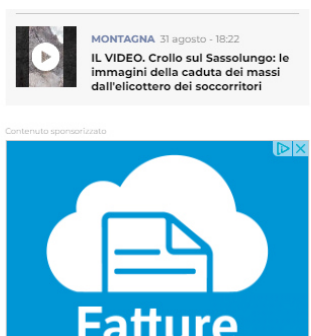 MONTAGNA 31 agosto - 18:22
IL VIDEO. Crollo sul Sassolungo: le
immagini della caduta dei massi
dall'elicottero dei soccorritori
Contenuto sponsorizzato
Fatture